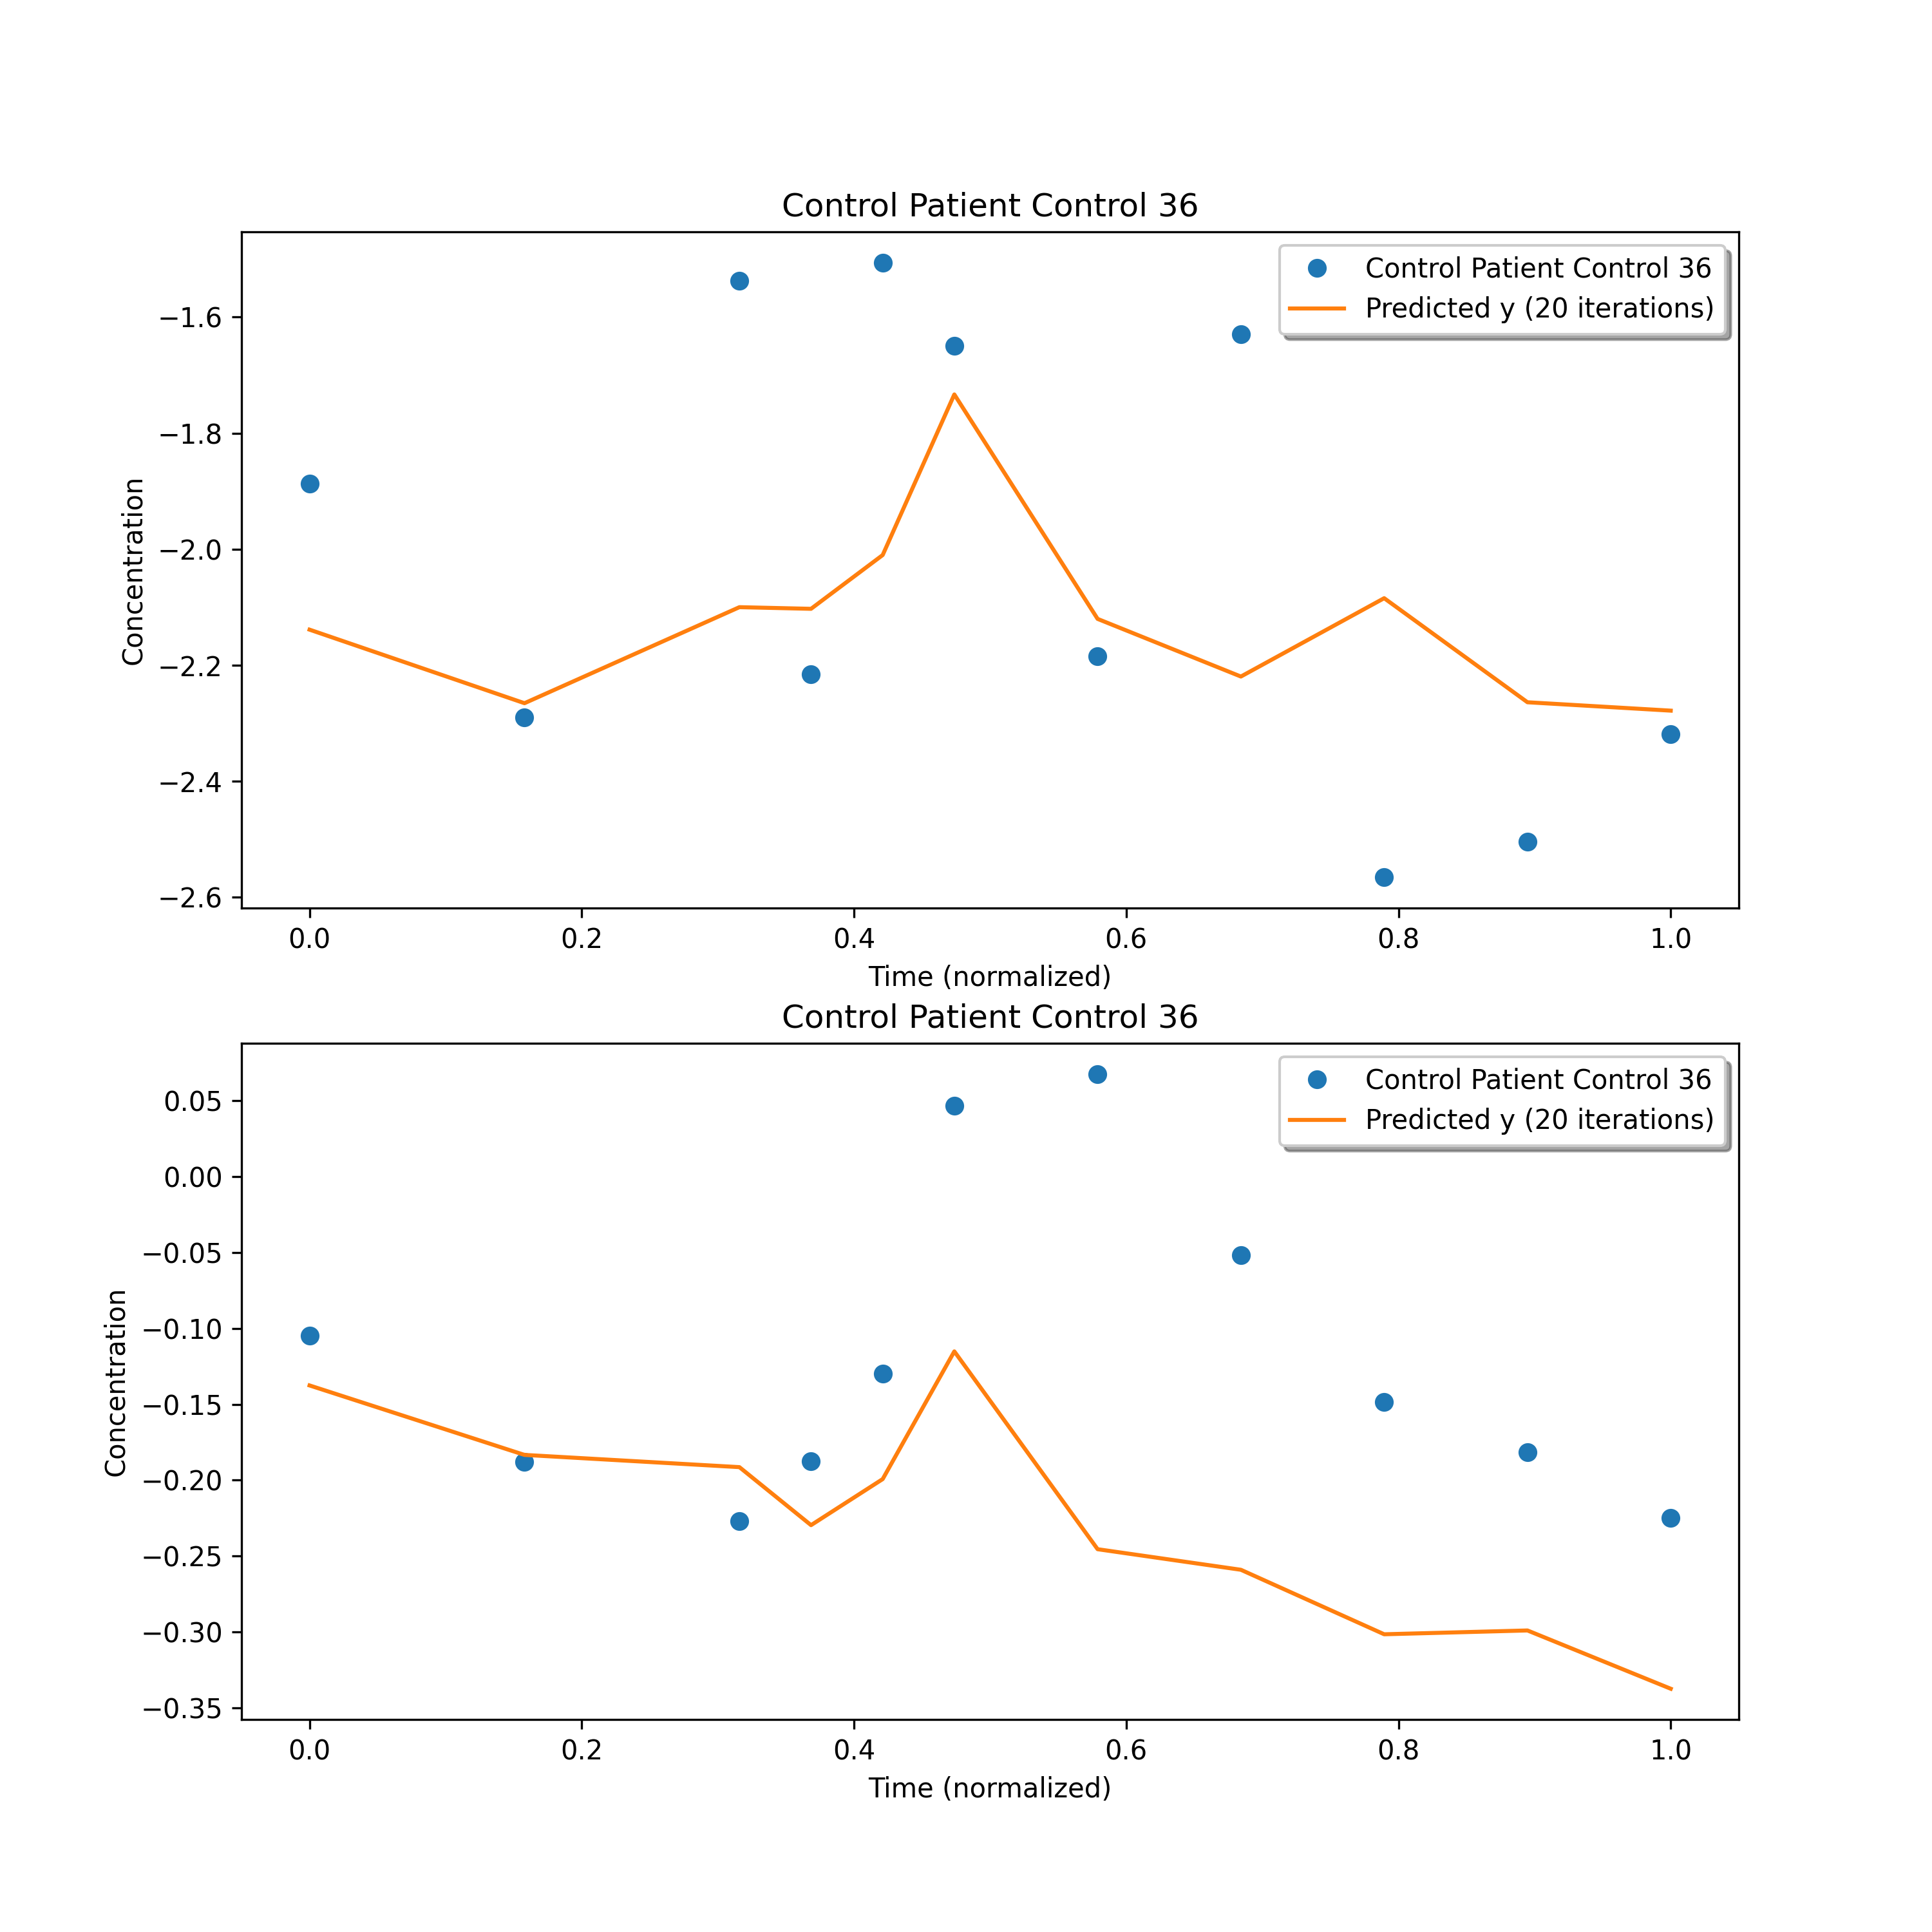 Control Patient Control 36
Control Patient Control 36
Predicted y (20 iterations)
Concentration
−1.6
−1.8
−2.0
−2.2
−2.4
−2.6
0.0 0.2 0.4 0.6 0.8 1.0
Time (normalized)
Control Patient Control 36
Control Patient Control 36
Predicted y (20 iterations)
Concentration
0.05
0.00
−0.05
−0.10
−0.15
−0.20
−0.25
−0.30
−0.35
0.0 0.2 0.4 0.6 0.8 1.0
Time (normalized)